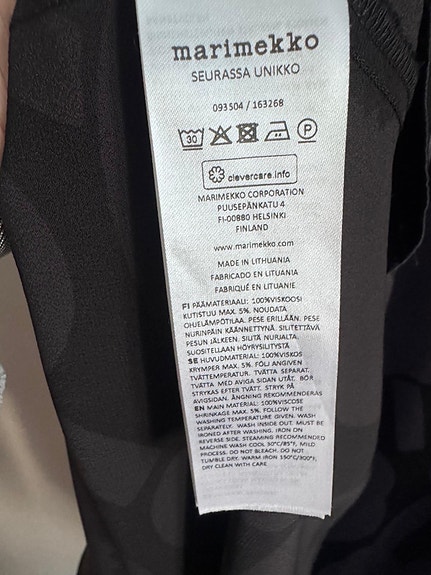 marimekko
SEURASSA UNIKKO
093504 / 163268
30
P
clevercare.info
MARIMEKKO CORPORATION
PUUSEPÄNKATU 4
FI-00880 HELSINKI
FINLAND
www.marimekko.com
MADE IN LITHUANIA
FABRICADO EN LITUANIA
FABRIQUÉ EN LITUANIE
FI PÄÄMATERIAALI: 100%VISKOOSI
KUTISTUU MAX. 5%. NOUDATA
OHJELÄMPÖTILAA. PESE ERILLÄÄN. PESE
NURINPÄIN KÄÄNNETTYNÄ. SILITETTÄVÄ
PESUN JÄLKEEN. SILITÄ NURJALTA.
SUOSITELLAAN HÖYRYSILITYSTÄ
SE HUVUDMATERIAL: 100%VISKOS
KRYMPER MAX. 5%. FÖLJ ANGIVEN
TVÄTTEMPERATUR. TVÄTTA SEPARAT.
TVÄTTA MED AVIGA SIDAN UTÅT. BÖR
STRYKAS EFTER TVÄTT. STRYK PÅ
AVIGSIDAN. ÅNGNING REKOMMENDERAS
EN MAIN MATERIAL: 100%VISCOSE
SHRINKAGE MAX. 5%. FOLLOW THE
WASHING TEMPERATURE GIVEN. WASH
SEPARATELY. WASH INSIDE OUT. MUST BE
IRONED AFTER WASHING. IRON ON
REVERSE SIDE. STEAMING RECOMMENDED
MACHINE WASH COLD 30°C/85°F, MILD
PROCESS. DO NOT BLEACH. DO NOT
TUMBLE DRY. WARM IRON 150°C/300°F.
DRY CLEAN WITH CARE